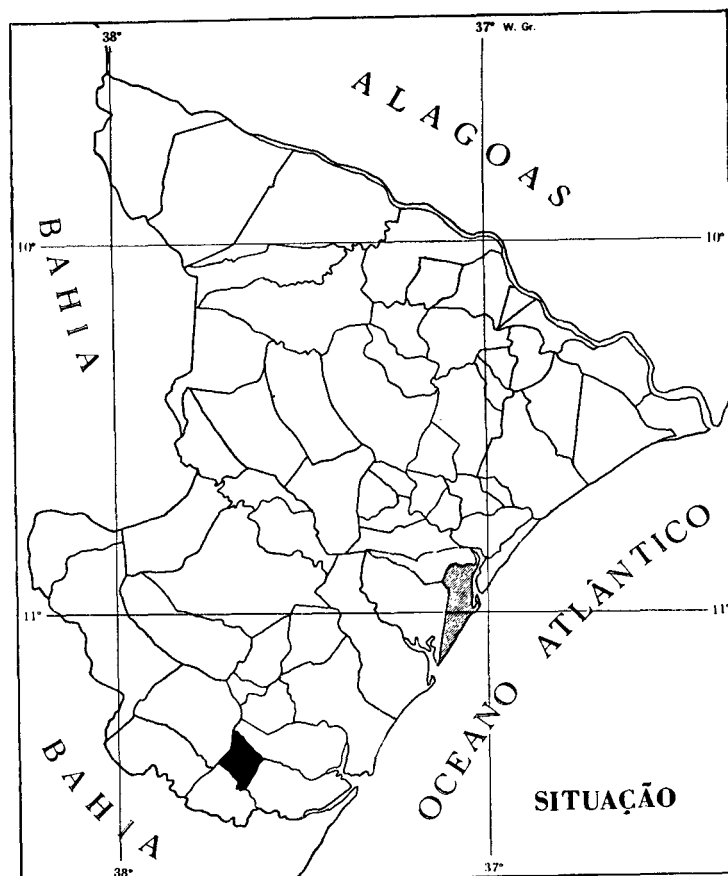 38° 37° W. Gr.
ALAGOAS
BAHIA
10° 10°
OCEANO ATLÂNTICO
11° 11°
BAHIA
SITUAÇÃO
38° 37°